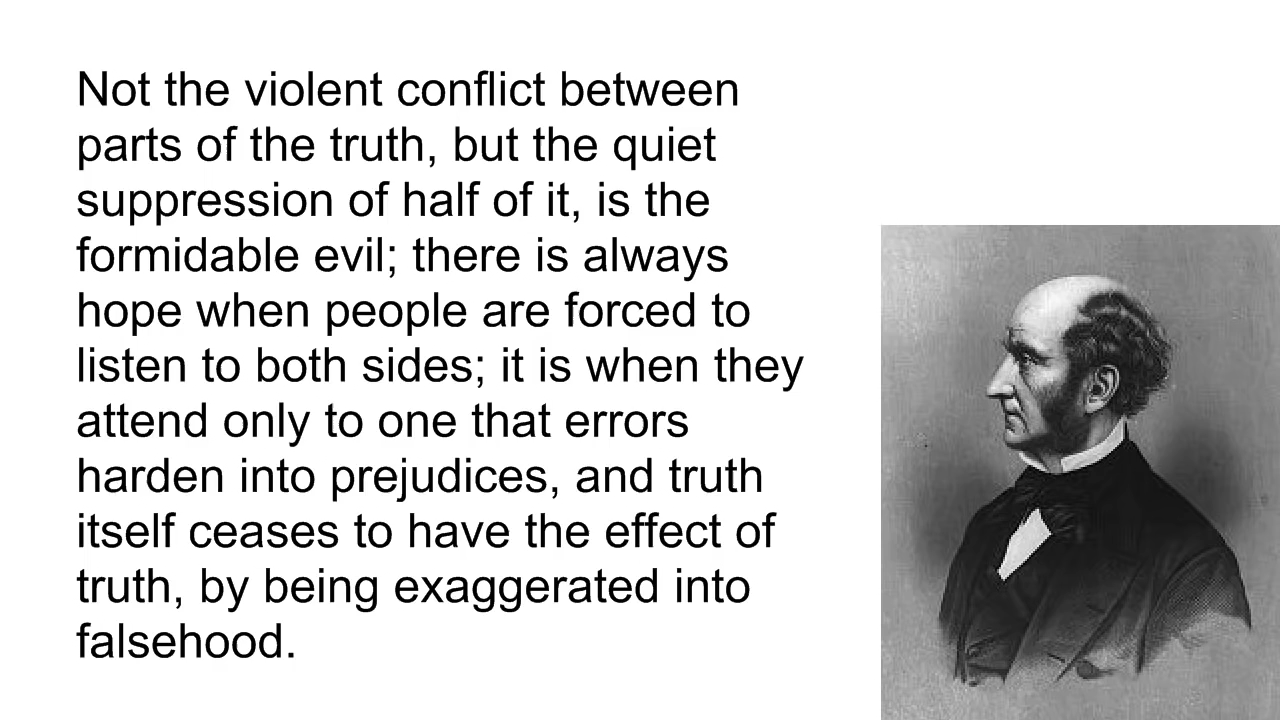 Not the violent conflict between
parts of the truth, but the quiet
suppression of half of it, is the
formidable evil; there is always
hope when people are forced to
listen to both sides; it is when they
attend only to one that errors
harden into prejudices, and truth
itself ceases to have the effect of
truth, by being exaggerated into
falsehood.